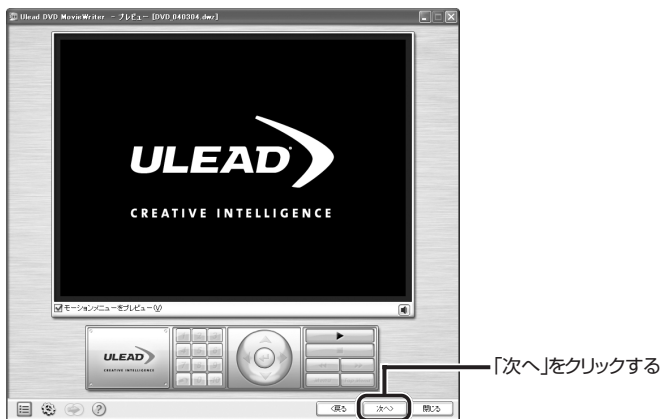 Ulead DVD MovieWriter - プレビュー [DVD_040304.dwz]
ULEAD
CREATIVE INTELLIGENCE
モーションメニューをプレビュー(V)
ULEAD
CREATIVE INTELLIGENCE
「次へ」をクリックする
<戻る 次へ> 閉じる